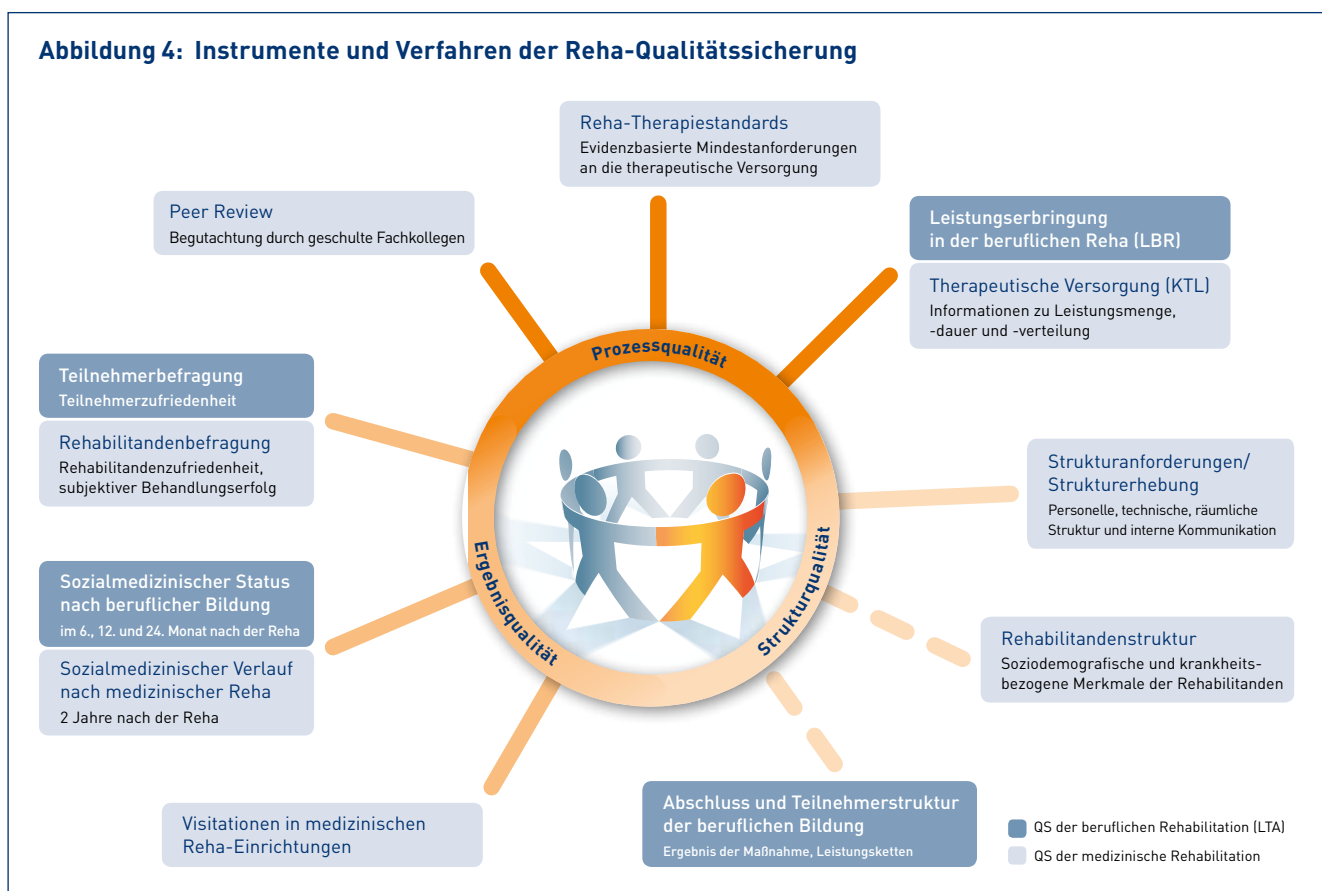 Abbildung 4: Instrumente und Verfahren der Reha-Qualitätssicherung
Reha-Therapiestandards
Evidenzbasierte Mindestanforderungen
an die therapeutische Versorgung
Peer Review
Begutachtung durch geschulte Fachkollegen
Leistungserbringung
in der beruflichen Reha (LBR)
Therapeutische Versorgung (KTL)
Informationen zu Leistungsmenge,
-dauer und -verteilung
Prozessqualität
Teilnehmerbefragung
Teilnehmerzufriedenheit
Rehabilitandenbefragung
Rehabilitandenzufriedenheit,
subjektiver Behandlungserfolg
Strukturanforderungen/
Strukturerhebung
Personelle, technische, räumliche
Struktur und interne Kommunikation
Ergebnisqualität
Strukturqualität
Sozialmedizinischer Status
nach beruflicher Bildung
im 6., 12. und 24. Monat nach der Reha
Sozialmedizinischer Verlauf
nach medizinischer Reha
2 Jahre nach der Reha
Rehabilitandenstruktur
Soziodemografische und krankheits-
bezogene Merkmale der Rehabilitanden
Visitationen in medizinischen
Reha-Einrichtungen
Abschluss und Teilnehmerstruktur
der beruflichen Bildung
Ergebnis der Maßnahme, Leistungsketten
QS der beruflichen Rehabilitation (LTA)
QS der medizinische Rehabilitation